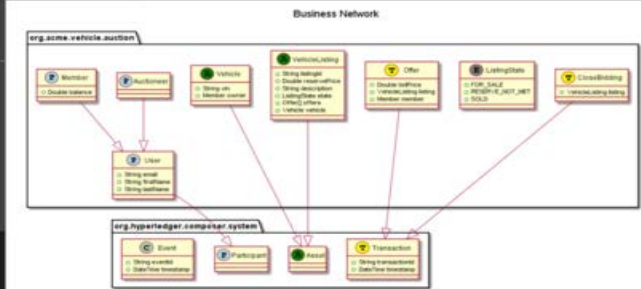 Business Network
org.acme.vehicle.auction
P Member
Double balance
P Auctioneer
A Vehicle
String vin
Member owner
A VehicleListing
String listingId
Double reservePrice
String description
ListingState state
Offer[] offers
Vehicle vehicle
T Offer
Double bidPrice
VehicleListing listing
Member member
E ListingState
FOR_SALE
RESERVE_NOT_MET
SOLD
T CloseBidding
VehicleListing listing
P User
String email
String firstName
String lastName
org.hyperledger.composer.system
C Event
String eventId
DateTime timestamp
P Participant
A Asset
T Transaction
String transactionId
DateTime timestamp